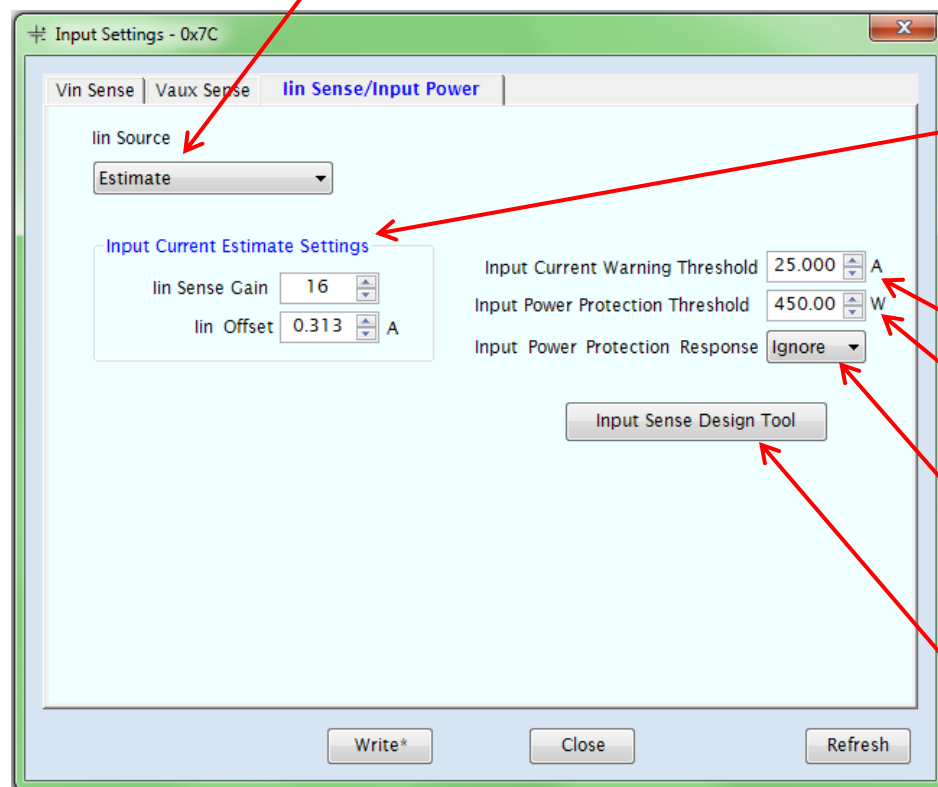 Input Settings - 0x7C
x
Vin Sense Vaux Sense Iin Sense/Input Power
Iin Source
Estimate
Input Current Estimate Settings
Iin Sense Gain 16
Iin Offset 0.313 A
Input Current Warning Threshold 25.000 A
Input Power Protection Threshold 450.00 W
Input Power Protection Response Ignore
Input Sense Design Tool
Write* Close Refresh